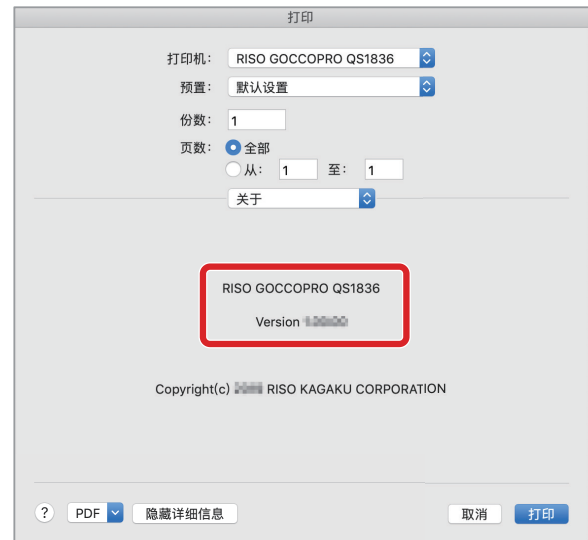 打印
打印机： RISO GOCCOPRO QS1836
预置： 默认设置
份数： 1
页数： 全部
从： 1 至： 1
关于
RISO GOCCOPRO QS1836
Version
Copyright(c) RISO KAGAKU CORPORATION
? PDF 隐藏详细信息 取消 打印